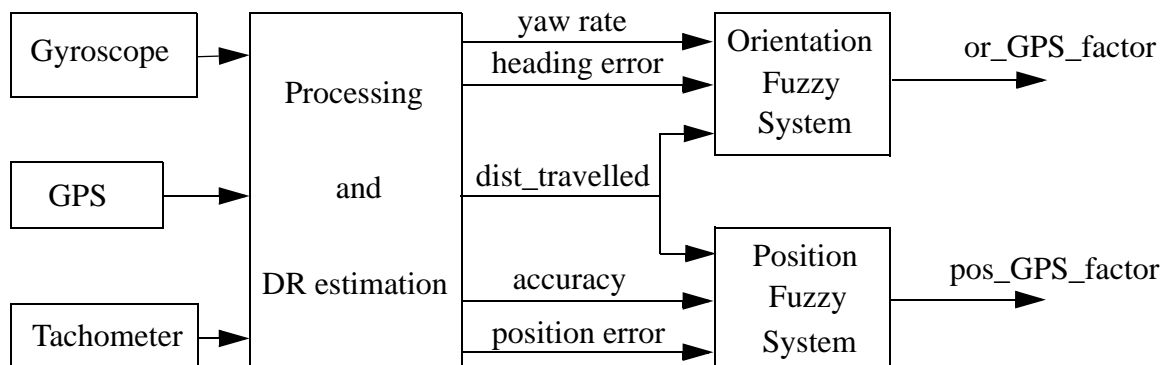 Gyroscope
GPS
Tachometer
Processing
and
DR estimation
yaw rate
heading error
dist_travelled
accuracy
position error
Orientation
Fuzzy
System
Position
Fuzzy
System
or_GPS_factor
pos_GPS_factor